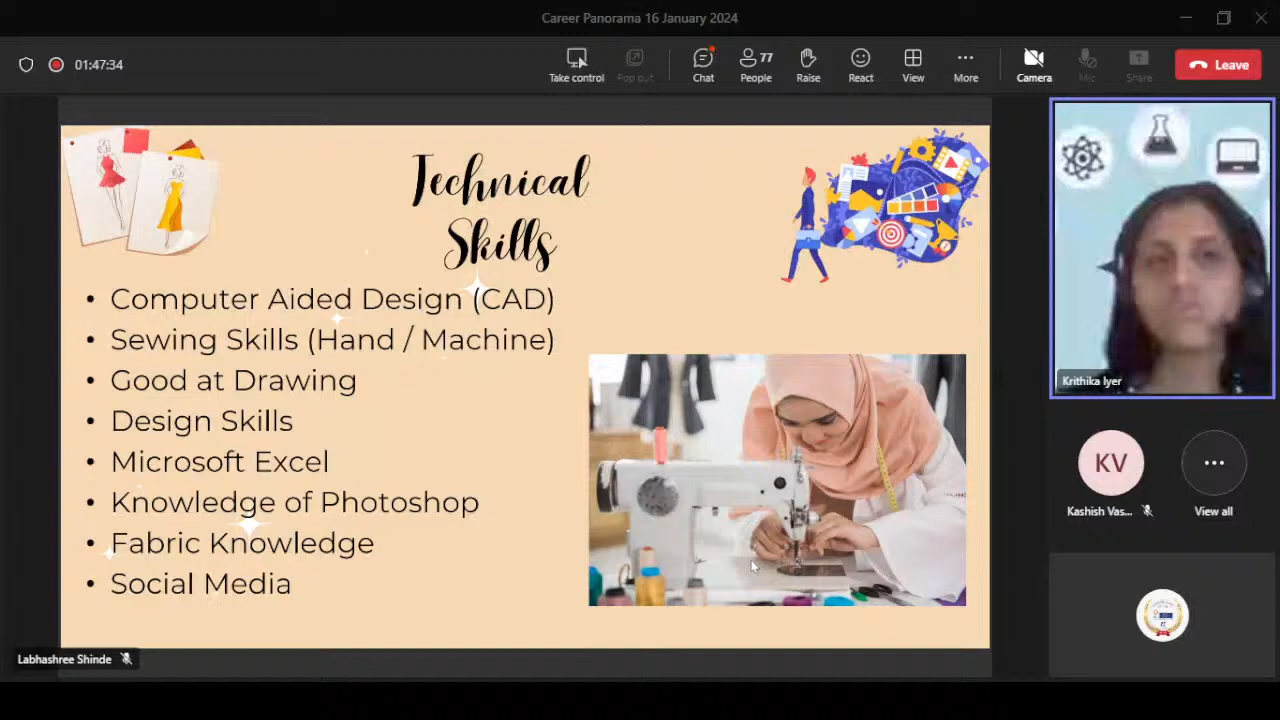 Career Panorama 16 January 2024
01:47:34
Take control
Pop out
Chat
77
People
Raise
React
View
More
Camera
Mic
Share
Leave
Technical
Skills
• Computer Aided Design (CAD)
• Sewing Skills (Hand / Machine)
• Good at Drawing
• Design Skills
• Microsoft Excel
• Knowledge of Photoshop
• Fabric Knowledge
• Social Media
Krithika Iyer
KV
Kashish Vas...
View all
Labhashree Shinde